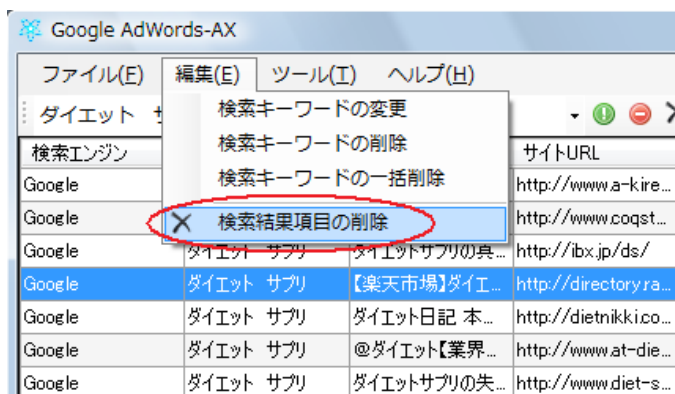 Google AdWords-AX
ファイル(F) 編集(E) ツール(T) ヘルプ(H)
ダイエット サ
検索キーワードの変更
検索キーワードの削除
検索キーワードの一括削除
検索結果項目の削除
検索エンジン サイトURL
Google http://www.a-kire...
Google http://www.coqst...
Google ダイエット サプリ ダイエットサプリの真... http://ibx.jp/ds/
Google ダイエット サプリ 【楽天市場】ダイエ... http://directory.ra...
Google ダイエット サプリ ダイエット日記 本... http://dietnikki.co...
Google ダイエット サプリ @ダイエット【業界... http://www.at-die...
Google ダイエット サプリ ダイエットサプリの失... http://www.diet-s...